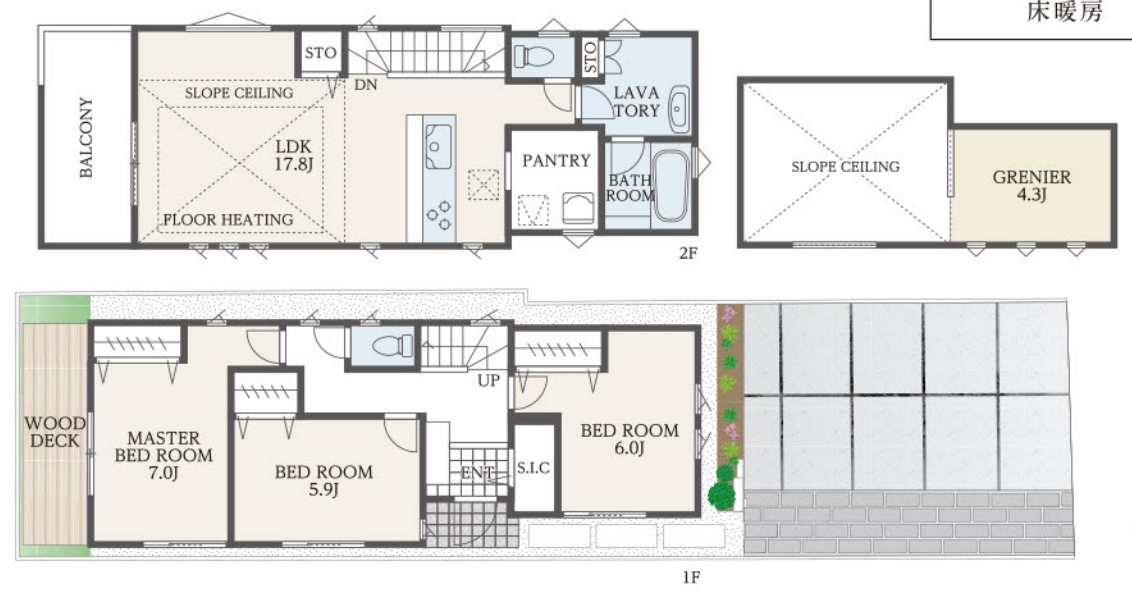 床暖房
STO
STO
DN
SLOPE CEILING
LAVA
TORY
BALCONY
LDK
17.8J
PANTRY
BATH
ROOM
FLOOR HEATING
2F
SLOPE CEILING
GRENIER
4.3J
UP
WOOD
DECK
MASTER
BED ROOM
7.0J
BED ROOM
5.9J
ENT
S.I.C
BED ROOM
6.0J
1F